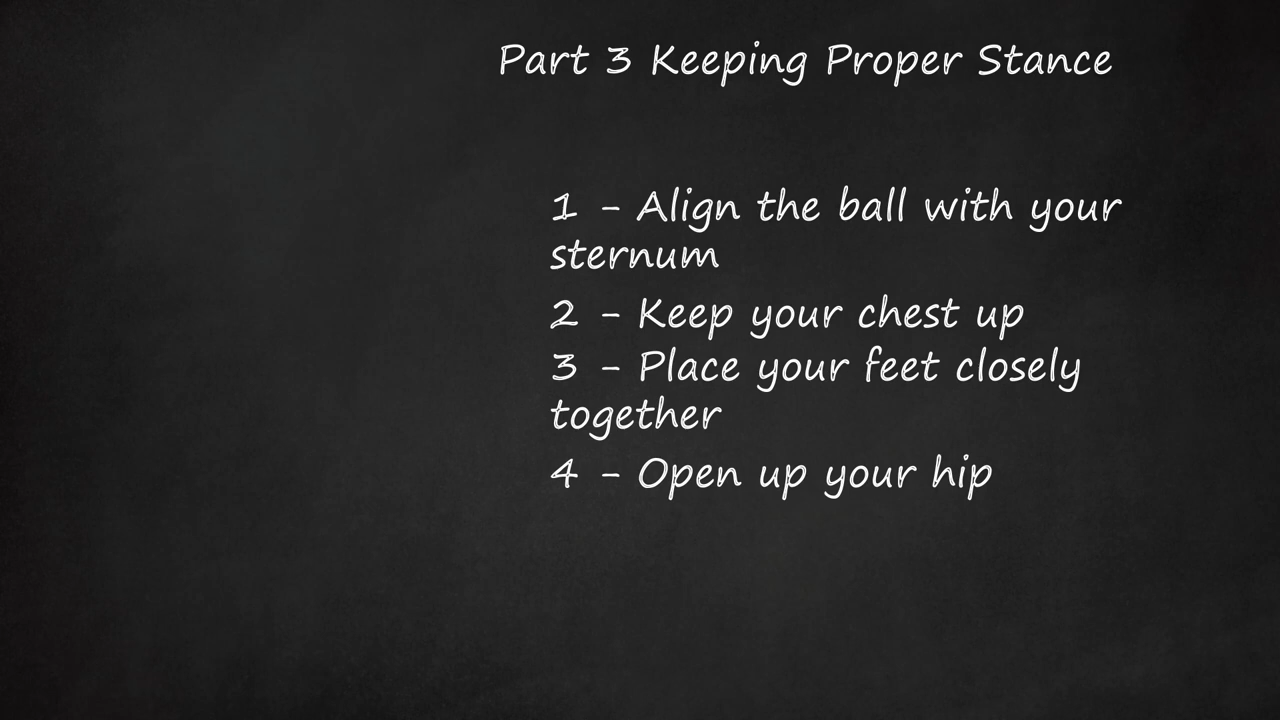 Part 3 Keeping Proper Stance
1 - Align the ball with your
sternum
2 - Keep your chest up
3 - Place your feet closely
together
4 - Open up your hip